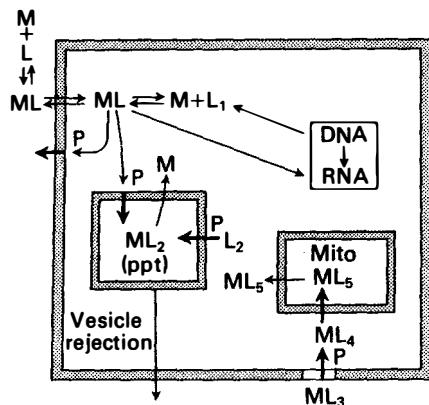 M
+
L
ML ML M+L₁
DNA
RNA
P
P
M
P
ML₂ L₂
(ppt)
Mito
ML₅ ML₅
Vesicle
rejection
ML₄
P
ML₃